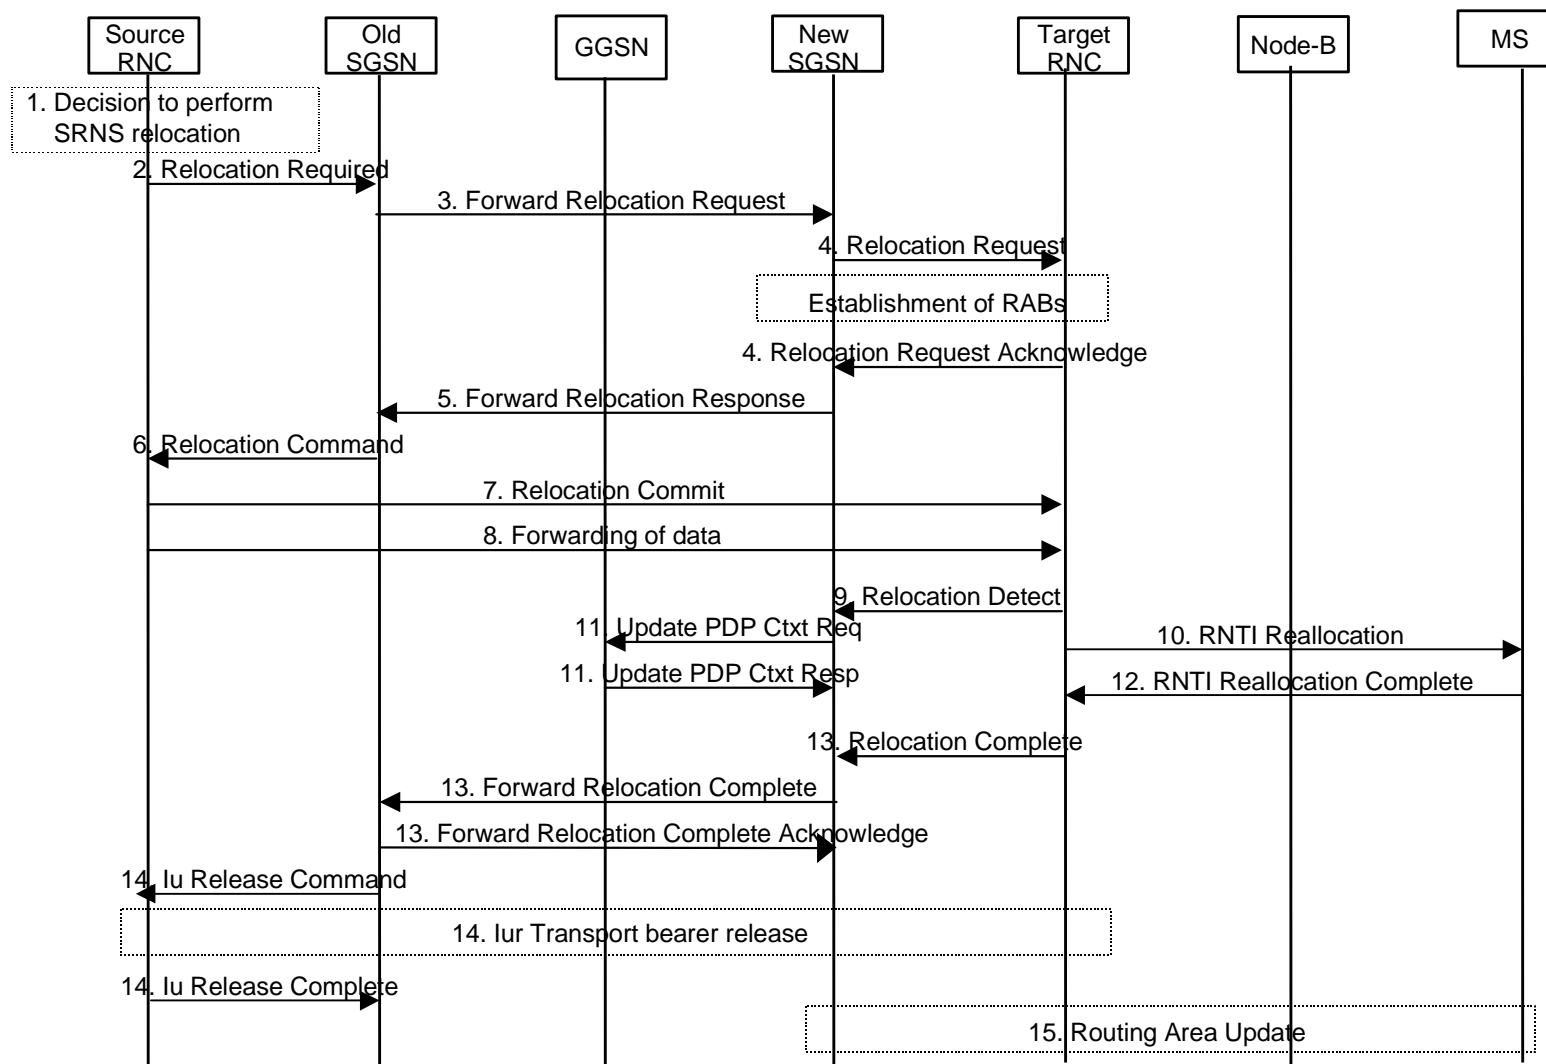 Source
RNC
Old
SGSN
GGSN
New
SGSN
Target
RNC
Node-B
MS
1. Decision to perform
SRNS relocation
2. Relocation Required
3. Forward Relocation Request
4. Relocation Request
Establishment of RABs
4. Relocation Request Acknowledge
5. Forward Relocation Response
6. Relocation Command
7. Relocation Commit
8. Forwarding of data
9. Relocation Detect
11. Update PDP Ctxt Req
10. RNTI Reallocation
11. Update PDP Ctxt Resp
12. RNTI Reallocation Complete
13. Relocation Complete
13. Forward Relocation Complete
13. Forward Relocation Complete Acknowledge
14. Iu Release Command
14. Iur Transport bearer release
14. Iu Release Complete
15. Routing Area Update